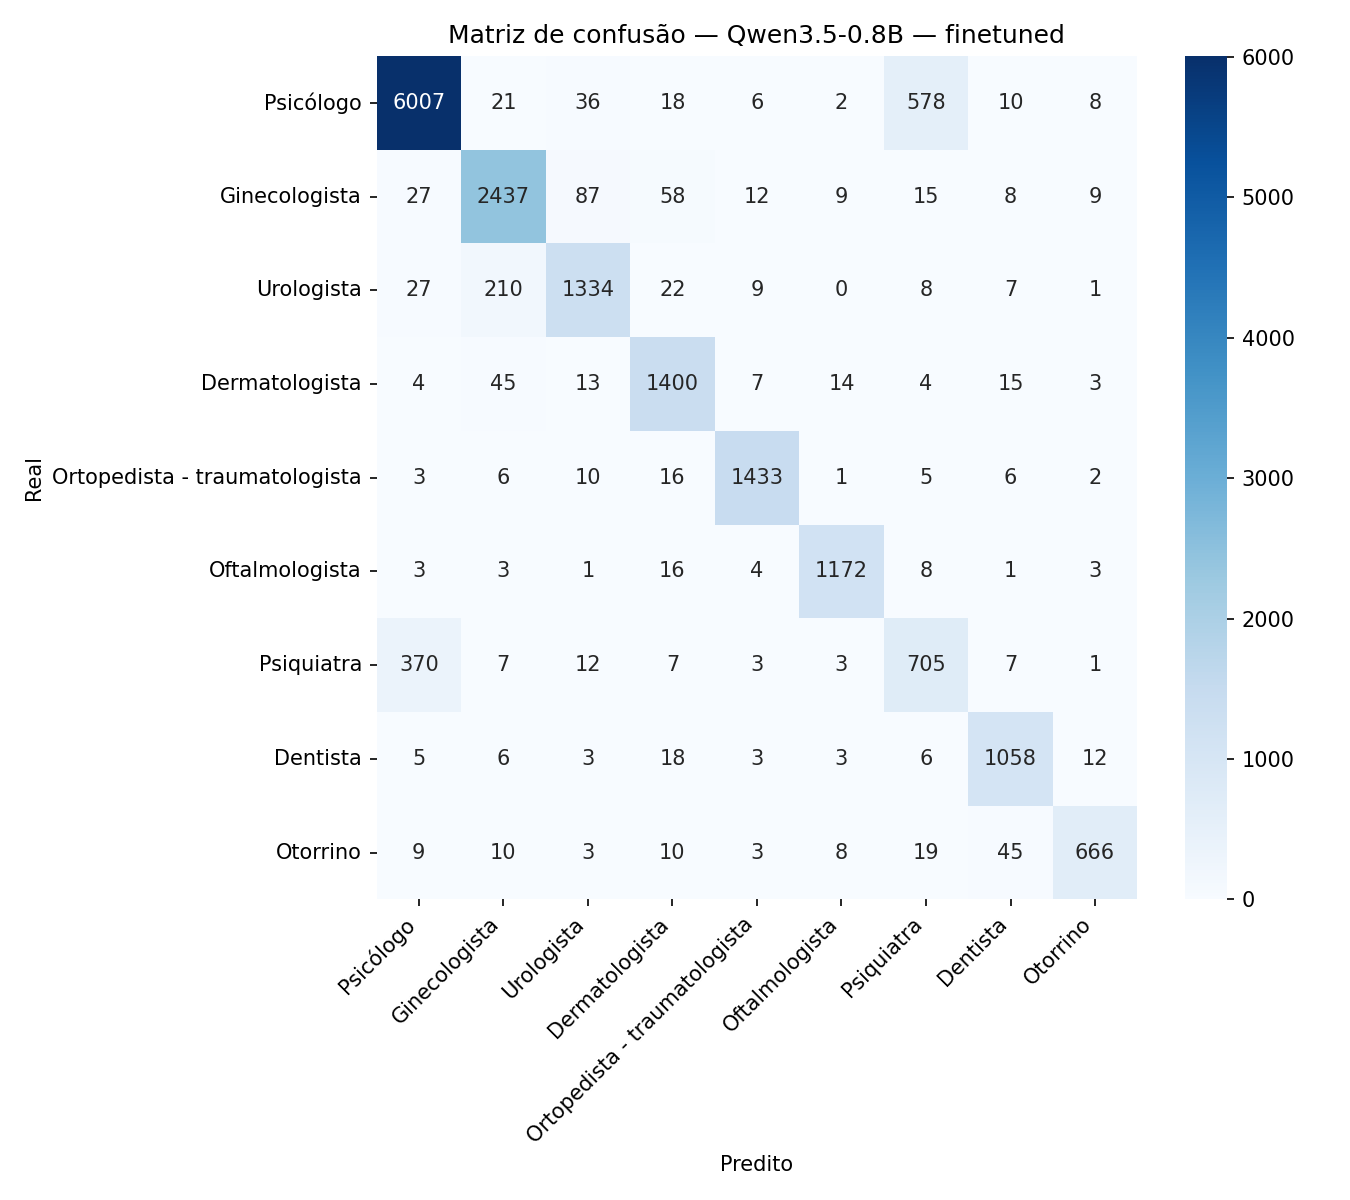 Matriz de confusão — Qwen3.5-0.8B — finetuned
Real
Psicólogo 6007 21 36 18 6 2 578 10 8
Ginecologista 27 2437 87 58 12 9 15 8 9
Urologista 27 210 1334 22 9 0 8 7 1
Dermatologista 4 45 13 1400 7 14 4 15 3
Ortopedista - traumatologista 3 6 10 16 1433 1 5 6 2
Oftalmologista 3 3 1 16 4 1172 8 1 3
Psiquiatra 370 7 12 7 3 3 705 7 1
Dentista 5 6 3 18 3 3 6 1058 12
Otorrino 9 10 3 10 3 8 19 45 666
Psicólogo
Ginecologista
Urologista
Dermatologista
Ortopedista - traumatologista
Oftalmologista
Psiquiatra
Dentista
Otorrino
Predito
6000
5000
4000
3000
2000
1000
0